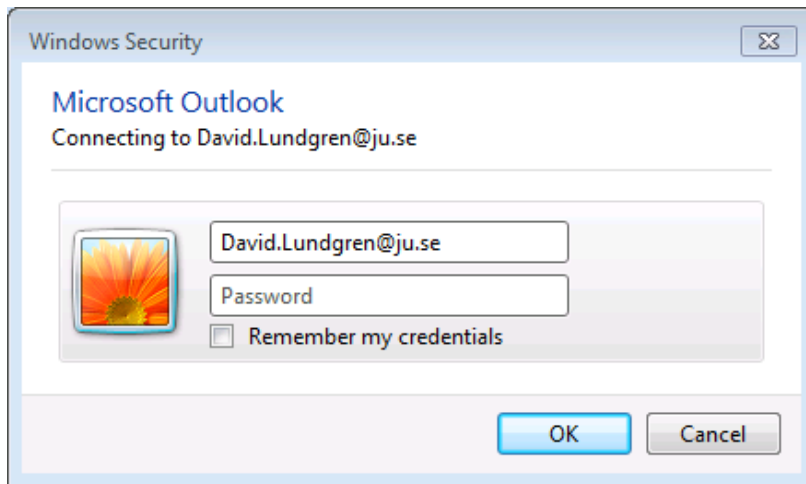 Windows Security
Microsoft Outlook
Connecting to David.Lundgren@ju.se
David.Lundgren@ju.se
Password
Remember my credentials
OK Cancel